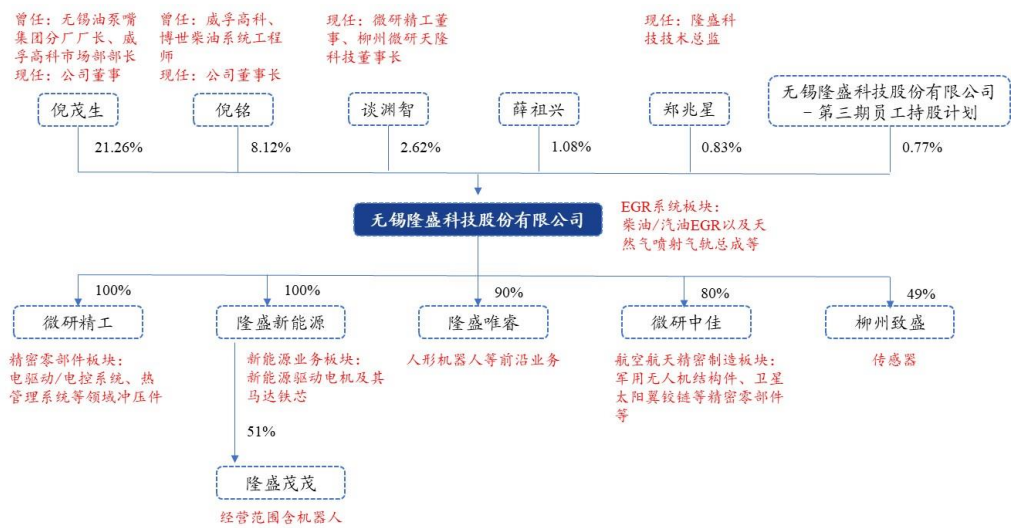 曾任：无锡油泵嘴
集团分厂厂长、威
孚高科市场部部长
现任：公司董事
曾任：威孚高科、
博世柴油系统工程
师
现任：公司董事长
现任：微研精工董
事、柳州微研天隆
科技董事长
现任：隆盛科
技技术总监
倪茂生
倪铭
谈渊智
薛祖兴
郑兆星
无锡隆盛科技股份有限公司
－第三期员工持股计划
21.26%
8.12%
2.62%
1.08%
0.83%
0.77%
无锡隆盛科技股份有限公司
EGR系统板块：
柴油/汽油EGR以及天
然气喷射气轨总成等
100%
100%
90%
80%
49%
微研精工
隆盛新能源
隆盛唯睿
微研中佳
柳州致盛
精密零部件板块：
电驱动/电控系统、热
管理系统等领域冲压件
新能源业务板块：
新能源驱动电机及其
马达铁芯
人形机器人等前沿业务
航空航天精密制造板块：
军用无人机结构件、卫星
太阳翼铰链等精密零部件
等
传感器
51%
隆盛茂茂
经营范围含机器人